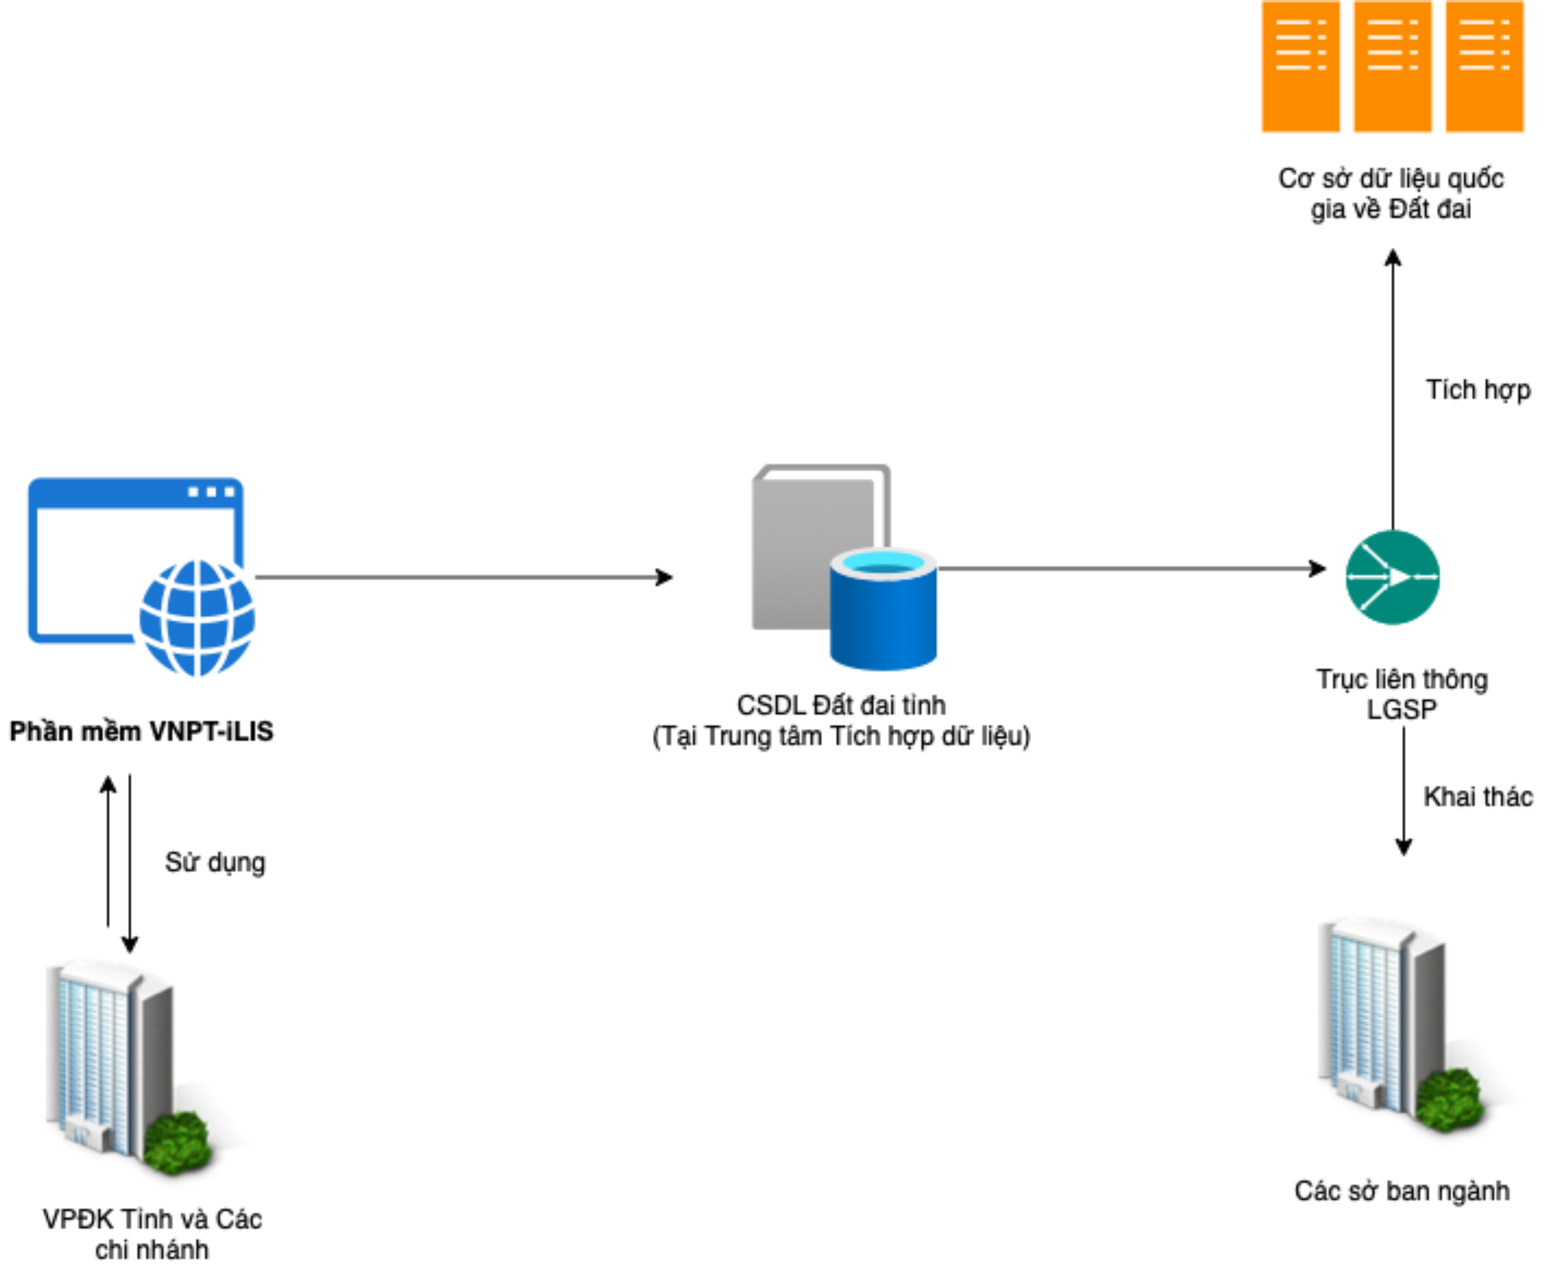 Cơ sở dữ liệu quốc
gia về Đất đai
Tích hợp
Phần mềm VNPT-iLIS
CSDL Đất đai tỉnh
(Tại Trung tâm Tích hợp dữ liệu)
Trục liên thông
LGSP
Sử dụng
Khai thác
VPĐK Tỉnh và Các
chi nhánh
Các sở ban ngành